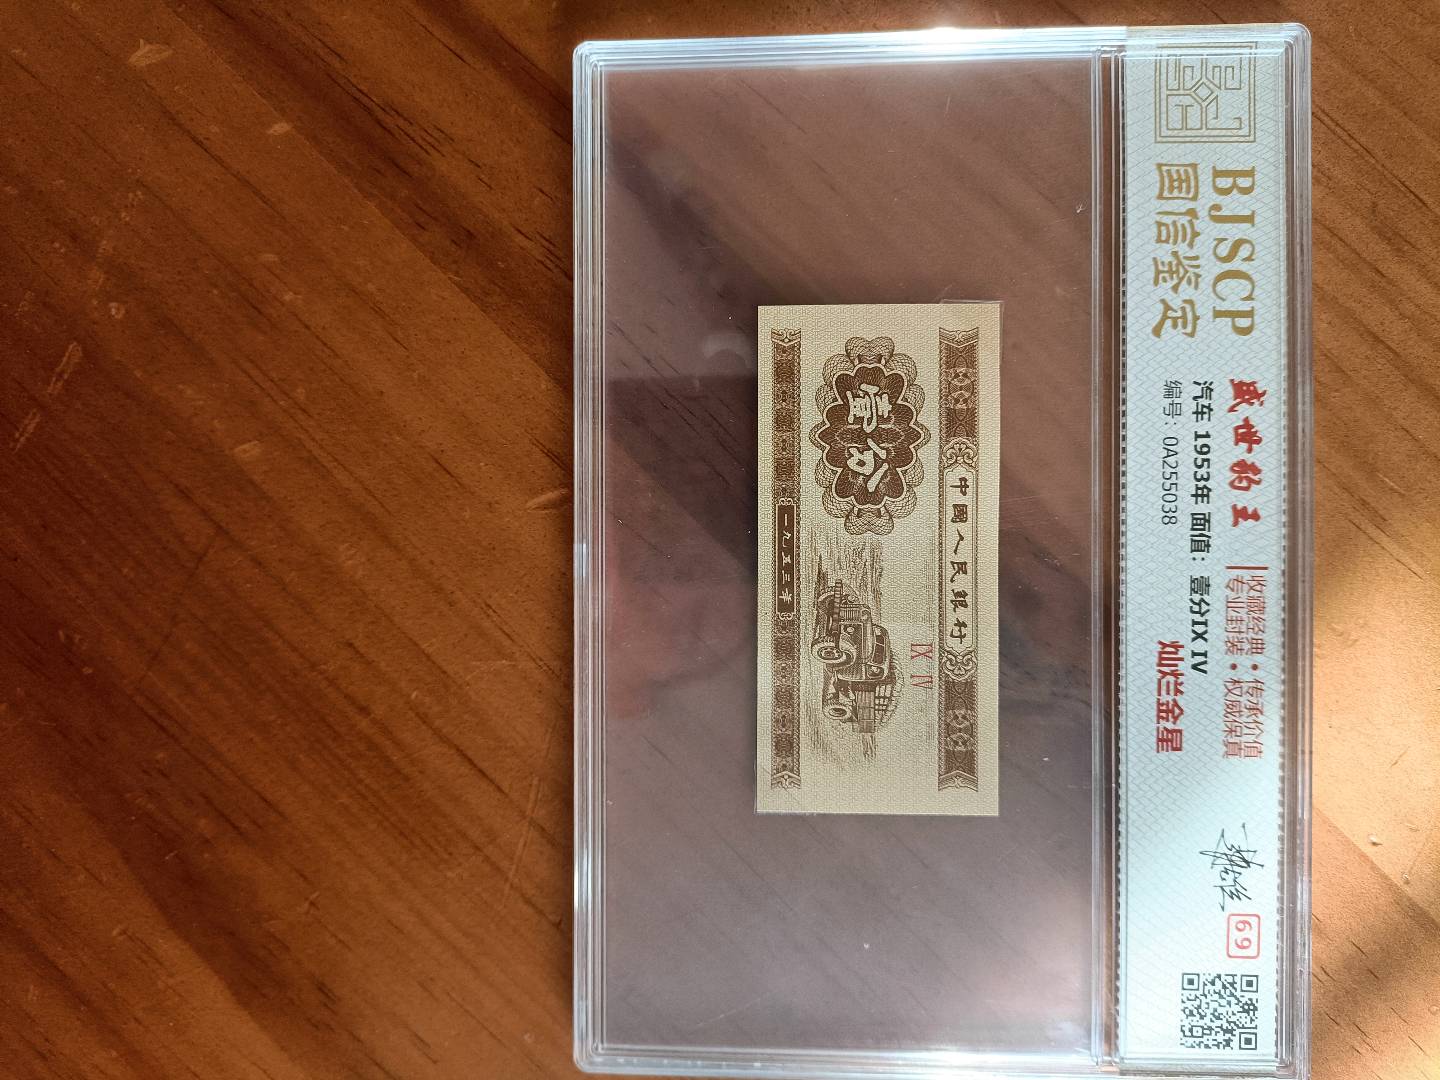 BJSCP
国信鉴定
盛世豹王
收藏经典•传承价值
专业封装•权威保真
汽车 1953年 面值：壹分IX IV
编号：0A255038
灿烂金星
69
中國人民銀行
IX IV
壹分
一九五三年